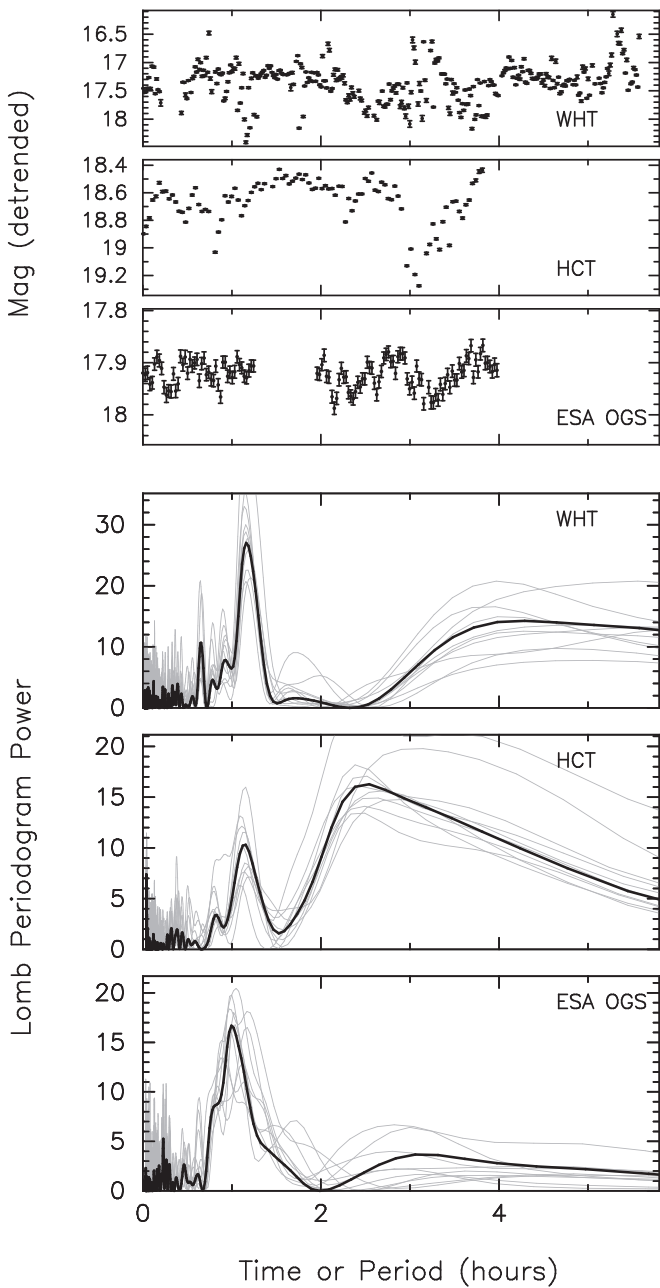 Mag (detrended)
16.5
17
17.5
18
WHT
18.4
18.6
18.8
19
19.2
HCT
17.8
17.9
18
ESA OGS
Lomb Periodogram Power
30
20
10
0
WHT
20
15
10
5
0
HCT
20
15
10
5
0
ESA OGS
0 2 4
Time or Period (hours)